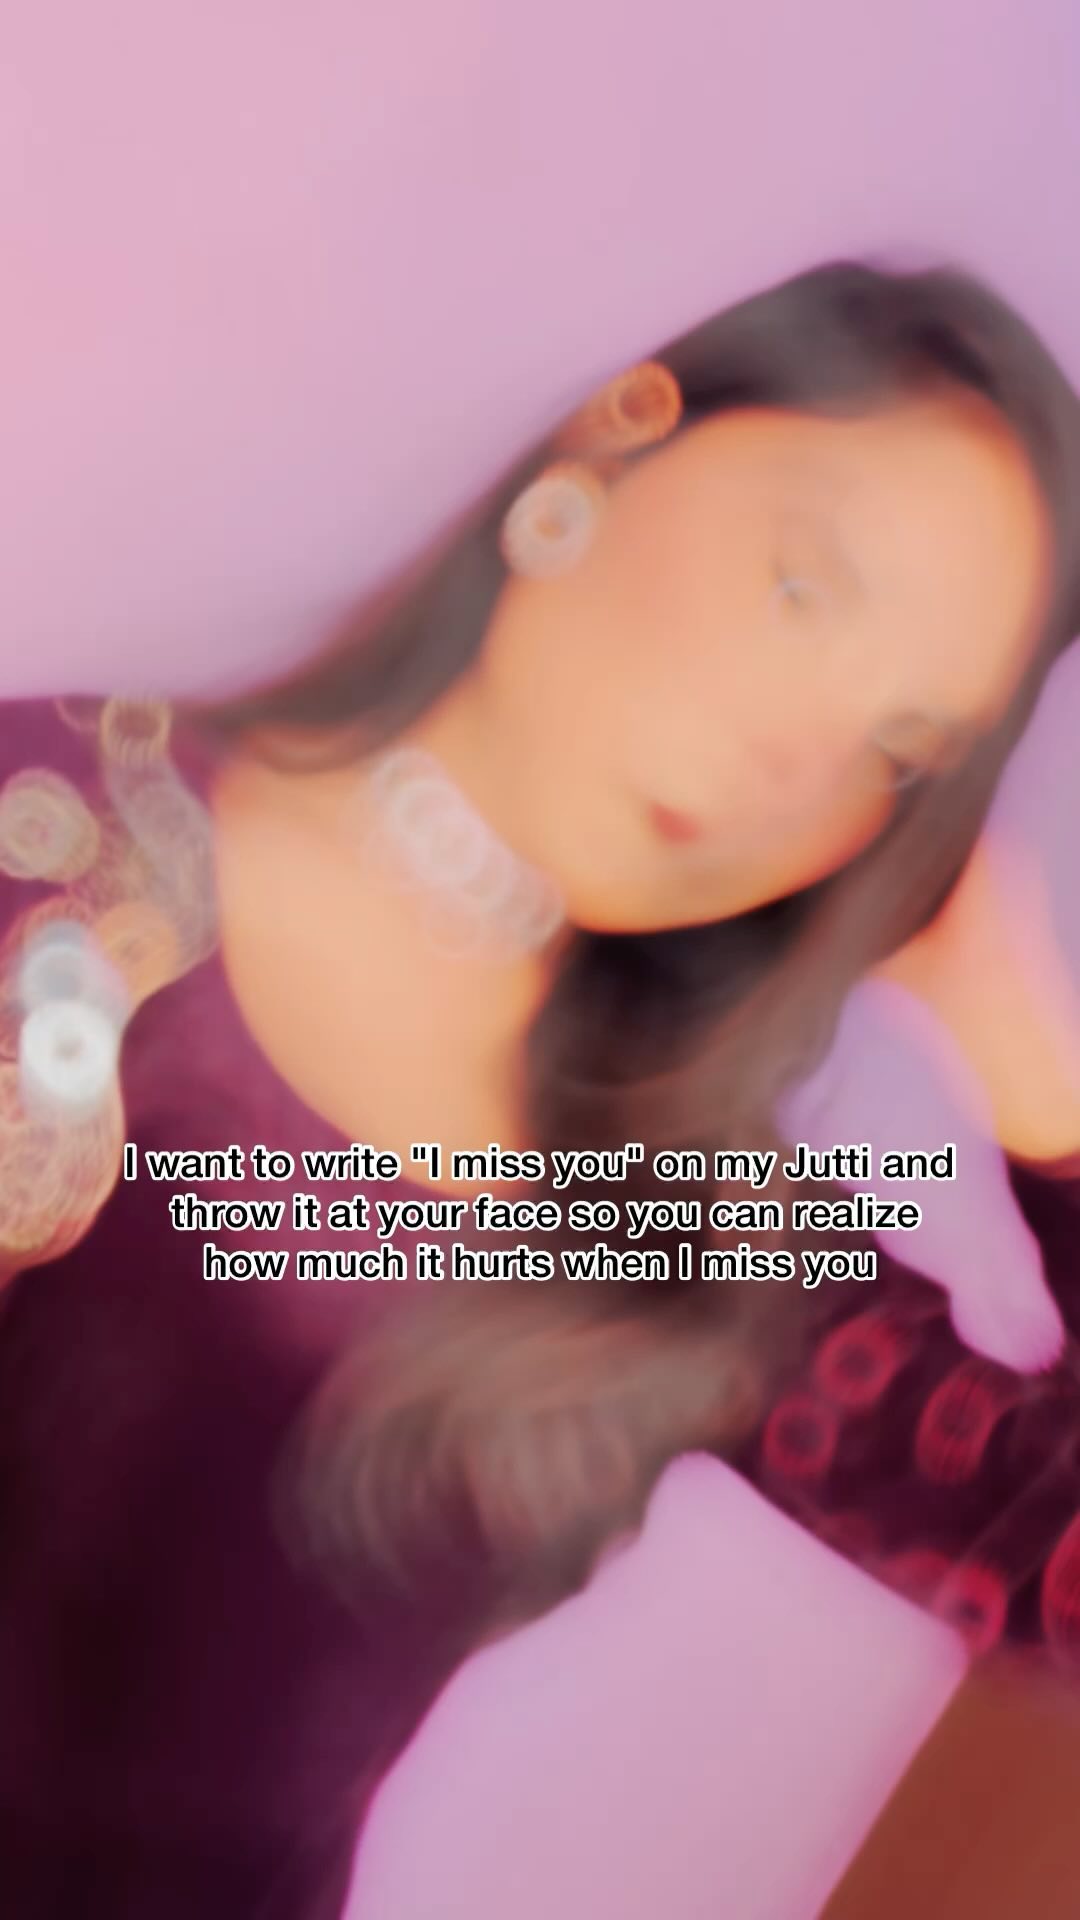 I want to write "I miss you" on my Jutti and
throw it at your face so you can realize
how much it hurts when I miss you